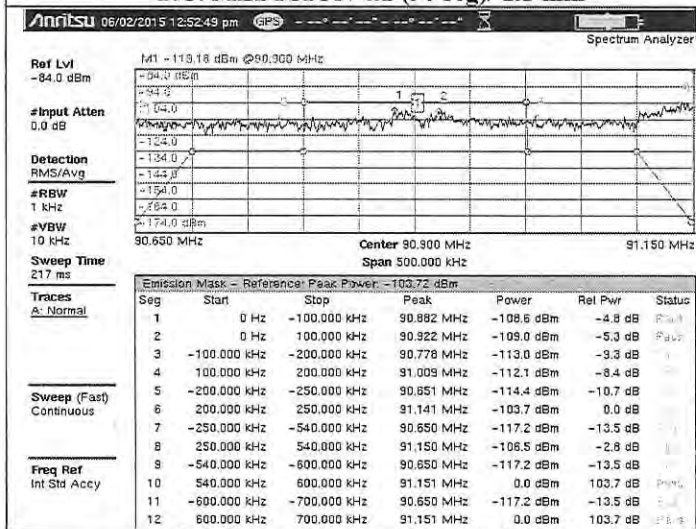 Anritsu 06/02/2015 12:52:49 pm GPS
Spectrum Analyzer
Ref Lvl
-84.0 dBm
#Input Atten
0.0 dB
Detection
RMS/Avg
#RBW
1 kHz
#VBW
10 kHz
Sweep Time
217 ms
Traces
A: Normal
Sweep (Fast)
Continuous
Freq Ref
Int Std Accy
M1 -113.18 dBm @90.900 MHz
-84.0 dBm
-94.0
-104.0
1 2
-124.0
-134.0
-144.0
-154.0
-164.0
-174.0 dBm
90.650 MHz Center 90.900 MHz 91.150 MHz
Span 500.000 kHz
Emission Mask - Reference: Peak Power: -103.72 dBm
Seg Start Stop Peak Power Rel Pwr Status
1 0 Hz -100.000 kHz 90.882 MHz -108.6 dBm -4.8 dB
2 0 Hz 100.000 kHz 90.922 MHz -109.0 dBm -5.3 dB
3 -100.000 kHz -200.000 kHz 90.778 MHz -113.0 dBm -9.3 dB
4 100.000 kHz 200.000 kHz 91.009 MHz -112.1 dBm -8.4 dB
5 -200.000 kHz -250.000 kHz 90.651 MHz -114.4 dBm -10.7 dB
6 200.000 kHz 250.000 kHz 91.141 MHz -103.7 dBm 0.0 dB
7 -250.000 kHz -540.000 kHz 90.650 MHz -117.2 dBm -13.5 dB
8 250.000 kHz 540.000 kHz 91.150 MHz -106.5 dBm -2.8 dB
9 -540.000 kHz -600.000 kHz 90.650 MHz -117.2 dBm -13.5 dB
10 540.000 kHz 600.000 kHz 91.151 MHz 0.0 dBm 103.7 dB
11 -600.000 kHz -700.000 kHz 90.650 MHz -117.2 dBm -13.5 dB
12 600.000 kHz 700.000 kHz 91.151 MHz 0.0 dBm 103.7 dB